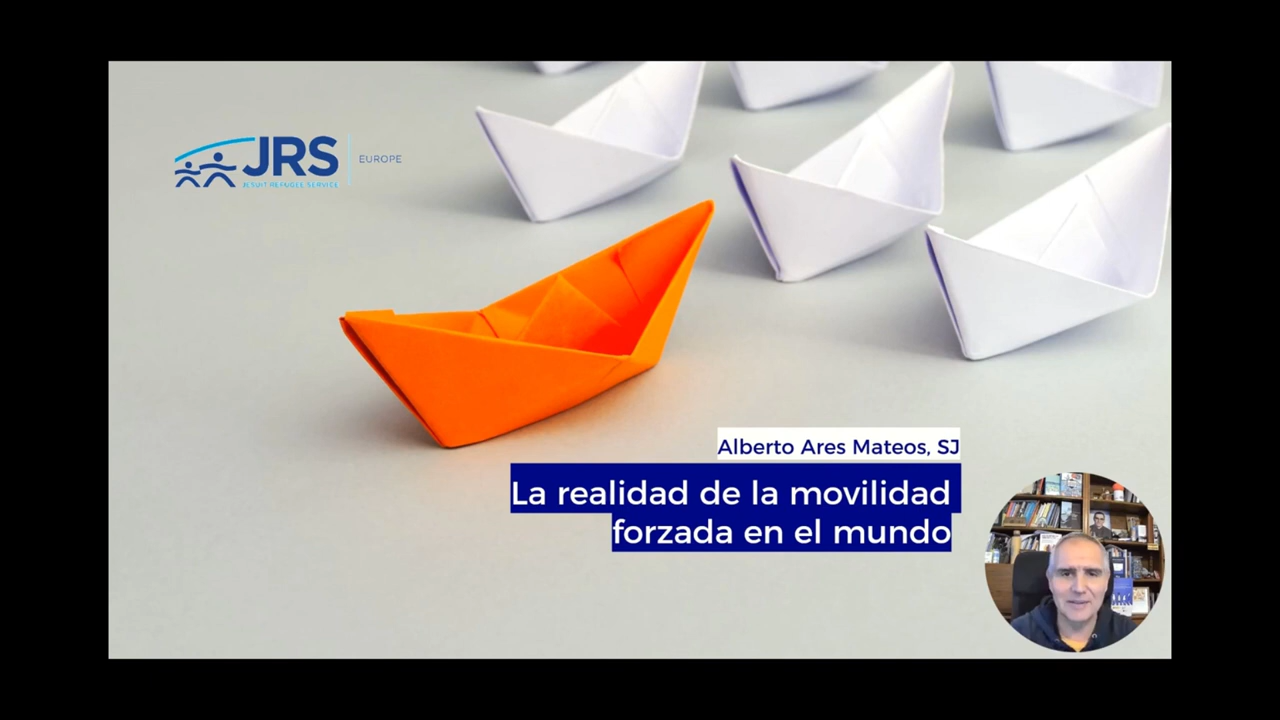 JRS
EUROPE
JESUIT REFUGEE SERVICE
Alberto Ares Mateos, SJ
La realidad de la movilidad
forzada en el mundo